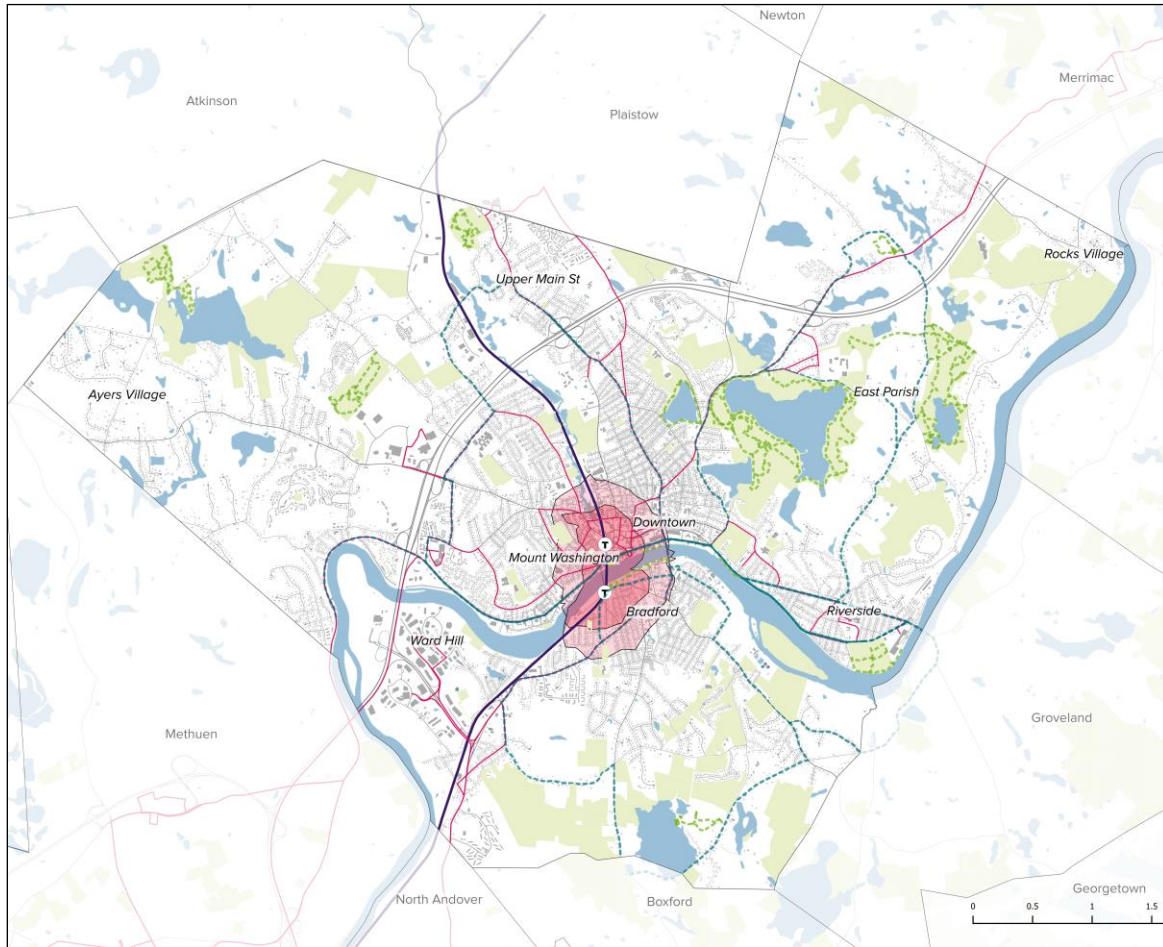 Newton
Merrimac
Atkinson
Plaistow
Rocks Village
Upper Main St
Ayers Village
East Parish
Downtown
T
Mount Washington
T
Bradford
Riverside
Ward Hill
Groveland
Methuen
Georgetown
North Andover
Boxford
0 0.5 1 1.5